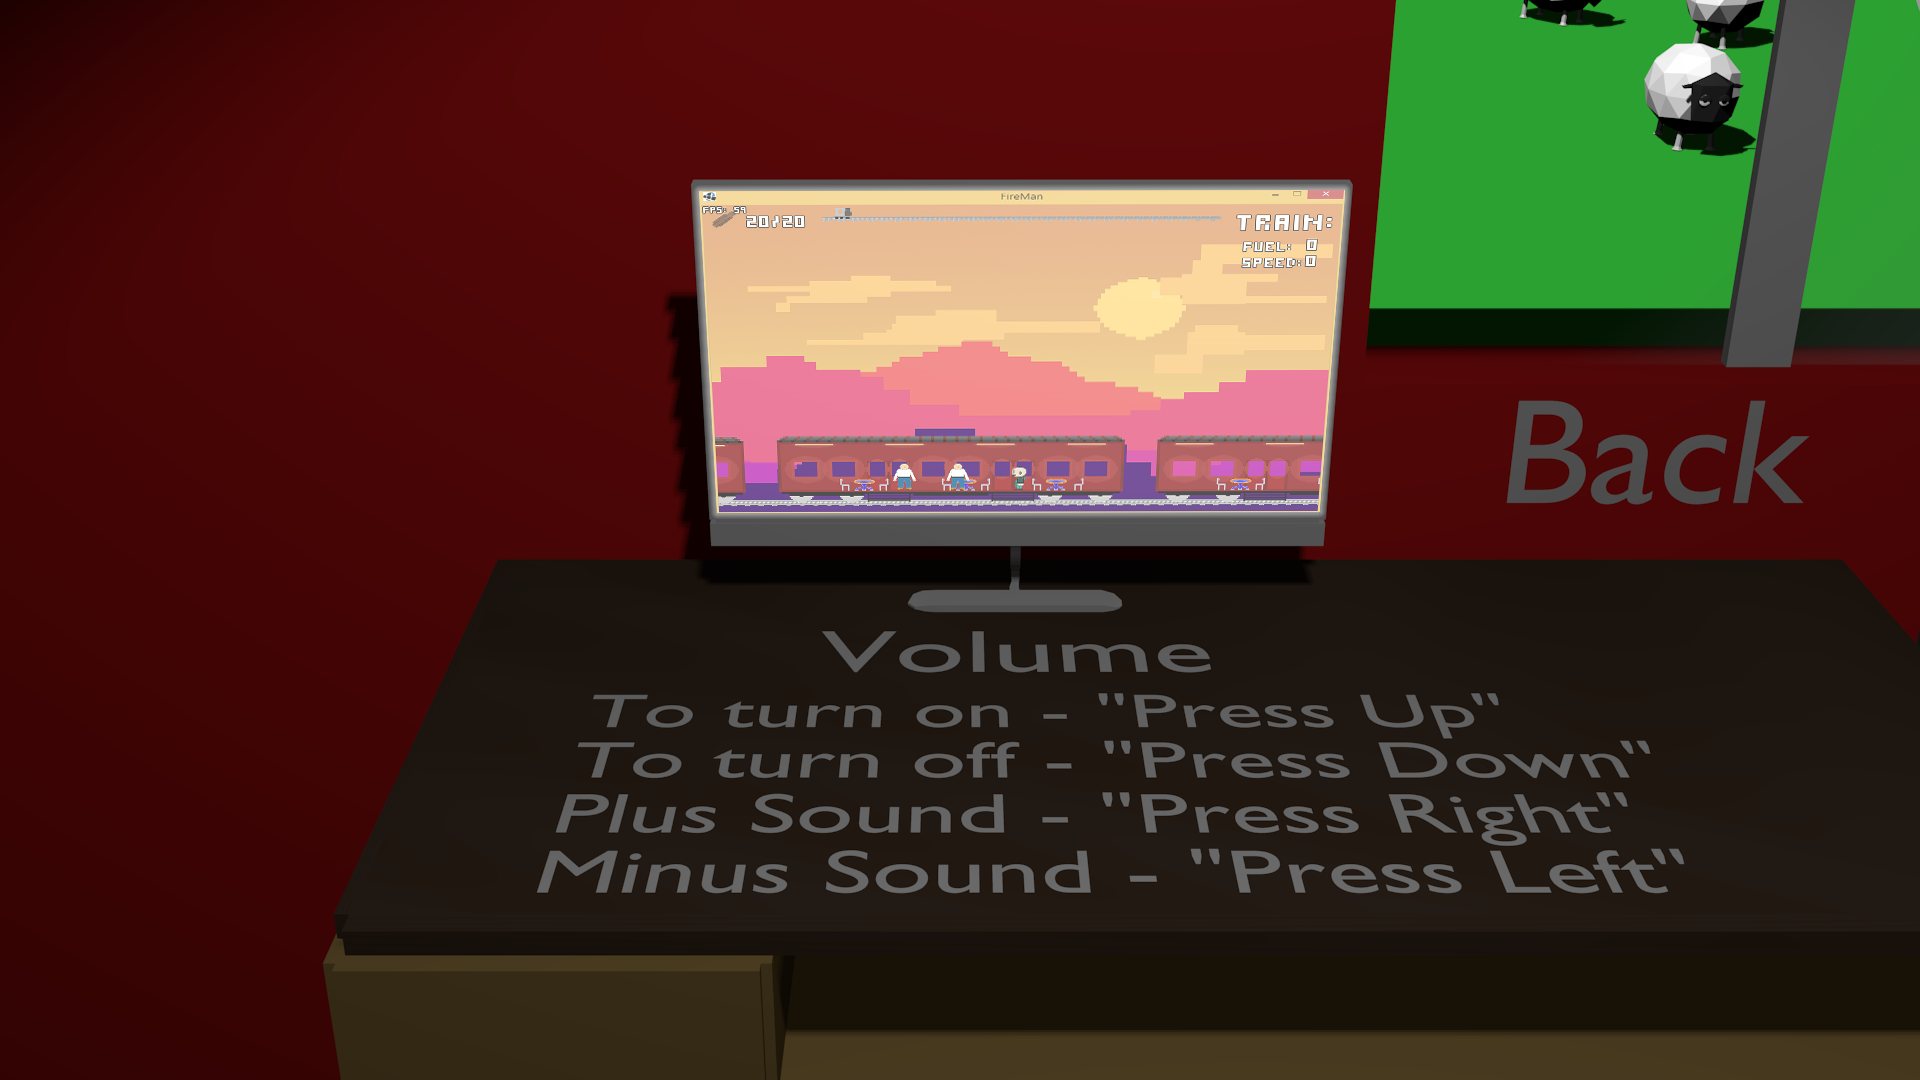 FireMan
FPS: 59
20/20
TRAIN:
FUEL: 0
SPEED: 0
Back
Volume
To turn on - "Press Up"
To turn off - "Press Down"
Plus Sound - "Press Right"
Minus Sound - "Press Left"